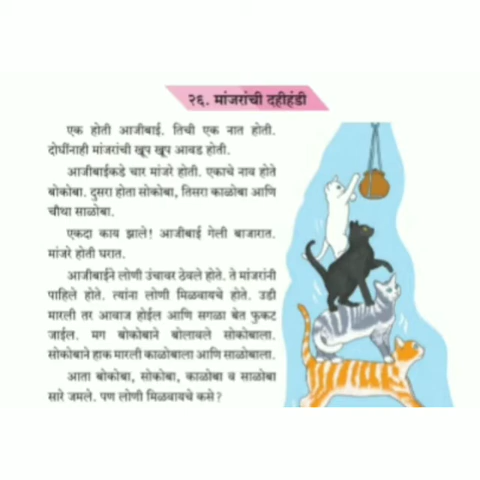 २६. मांजरांची दहीहंडी
एक होती आजीबाई. तिची एक नात होती.
दोघींनाही मांजरांची खूप खूप आवड होती.
आजीबाईकडे चार मांजरे होती. एकाचे नाव होते
बोकोबा. दुसरा होता सोकोबा, तिसरा काळोबा आणि
चौथा साळोबा.
एकदा काय झाले! आजीबाई गेली बाजारात.
मांजरे होती घरात.
आजीबाईने लोणी उंचावर ठेवले होते. ते मांजरांनी
पाहिले होते. त्यांना लोणी मिळवायचे होते. उडी
मारली तर आवाज होईल आणि सगळा बेत फुकट
जाईल. मग बोकोबाने बोलावले सोकोबाला.
सोकोबाने हाक मारली काळोबाला आणि साळोबाला.
आता बोकोबा, सोकोबा, काळोबा व साळोबा
सारे जमले. पण लोणी मिळवायचे कसे?